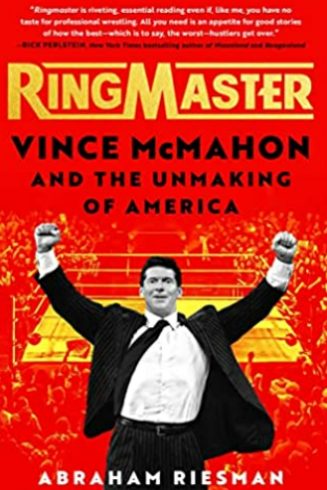 "Ringmaster is riveting, essential reading even if, like me, you have no
taste for professional wrestling. All you need is an appetite for good stories
of how the best—which is to say, the worst—hustlers get over."
—RICK PERLSTEIN, New York Times bestselling author of Nixonland and Reaganland
RINGMASTER
VINCE McMAHON
AND THE UNMAKING
OF AMERICA
ABRAHAM RIESMAN